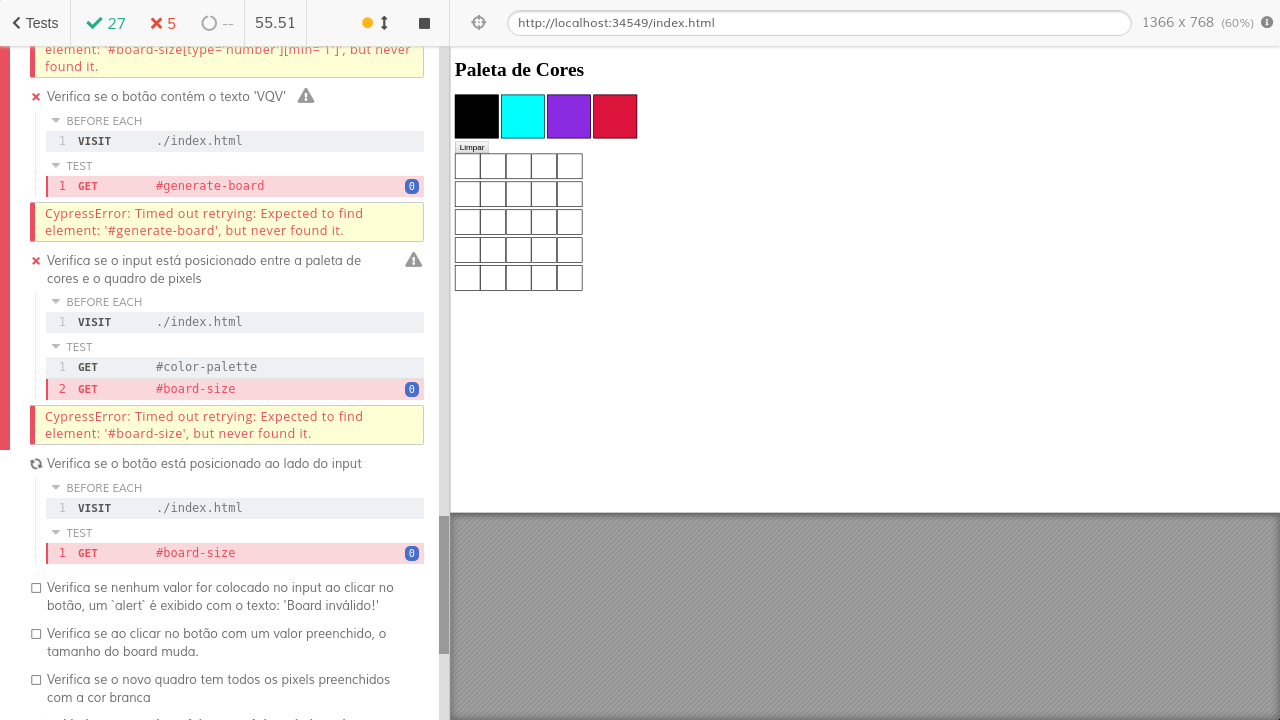 Tests
27
5
--
55.51
http://localhost:34549/index.html
1366 x 768 (60%)
element: '#board-size[type='number'][min='1']', but never
found it.
Verifica se o botão contém o texto 'VQV'
BEFORE EACH
1 VISIT ./index.html
TEST
1 GET #generate-board 0
CypressError: Timed out retrying: Expected to find
element: '#generate-board', but never found it.
Verifica se o input está posicionado entre a paleta de
cores e o quadro de pixels
BEFORE EACH
1 VISIT ./index.html
TEST
1 GET #color-palette
2 GET #board-size 0
CypressError: Timed out retrying: Expected to find
element: '#board-size', but never found it.
Verifica se o botão está posicionado ao lado do input
BEFORE EACH
1 VISIT ./index.html
TEST
1 GET #board-size 0
Verifica se nenhum valor for colocado no input ao clicar no
botão, um `alert` é exibido com o texto: 'Board inválido!'
Verifica se ao clicar no botão com um valor preenchido, o
tamanho do board muda.
Verifica se o novo quadro tem todos os pixels preenchidos
com a cor branca
Paleta de Cores
Limpar